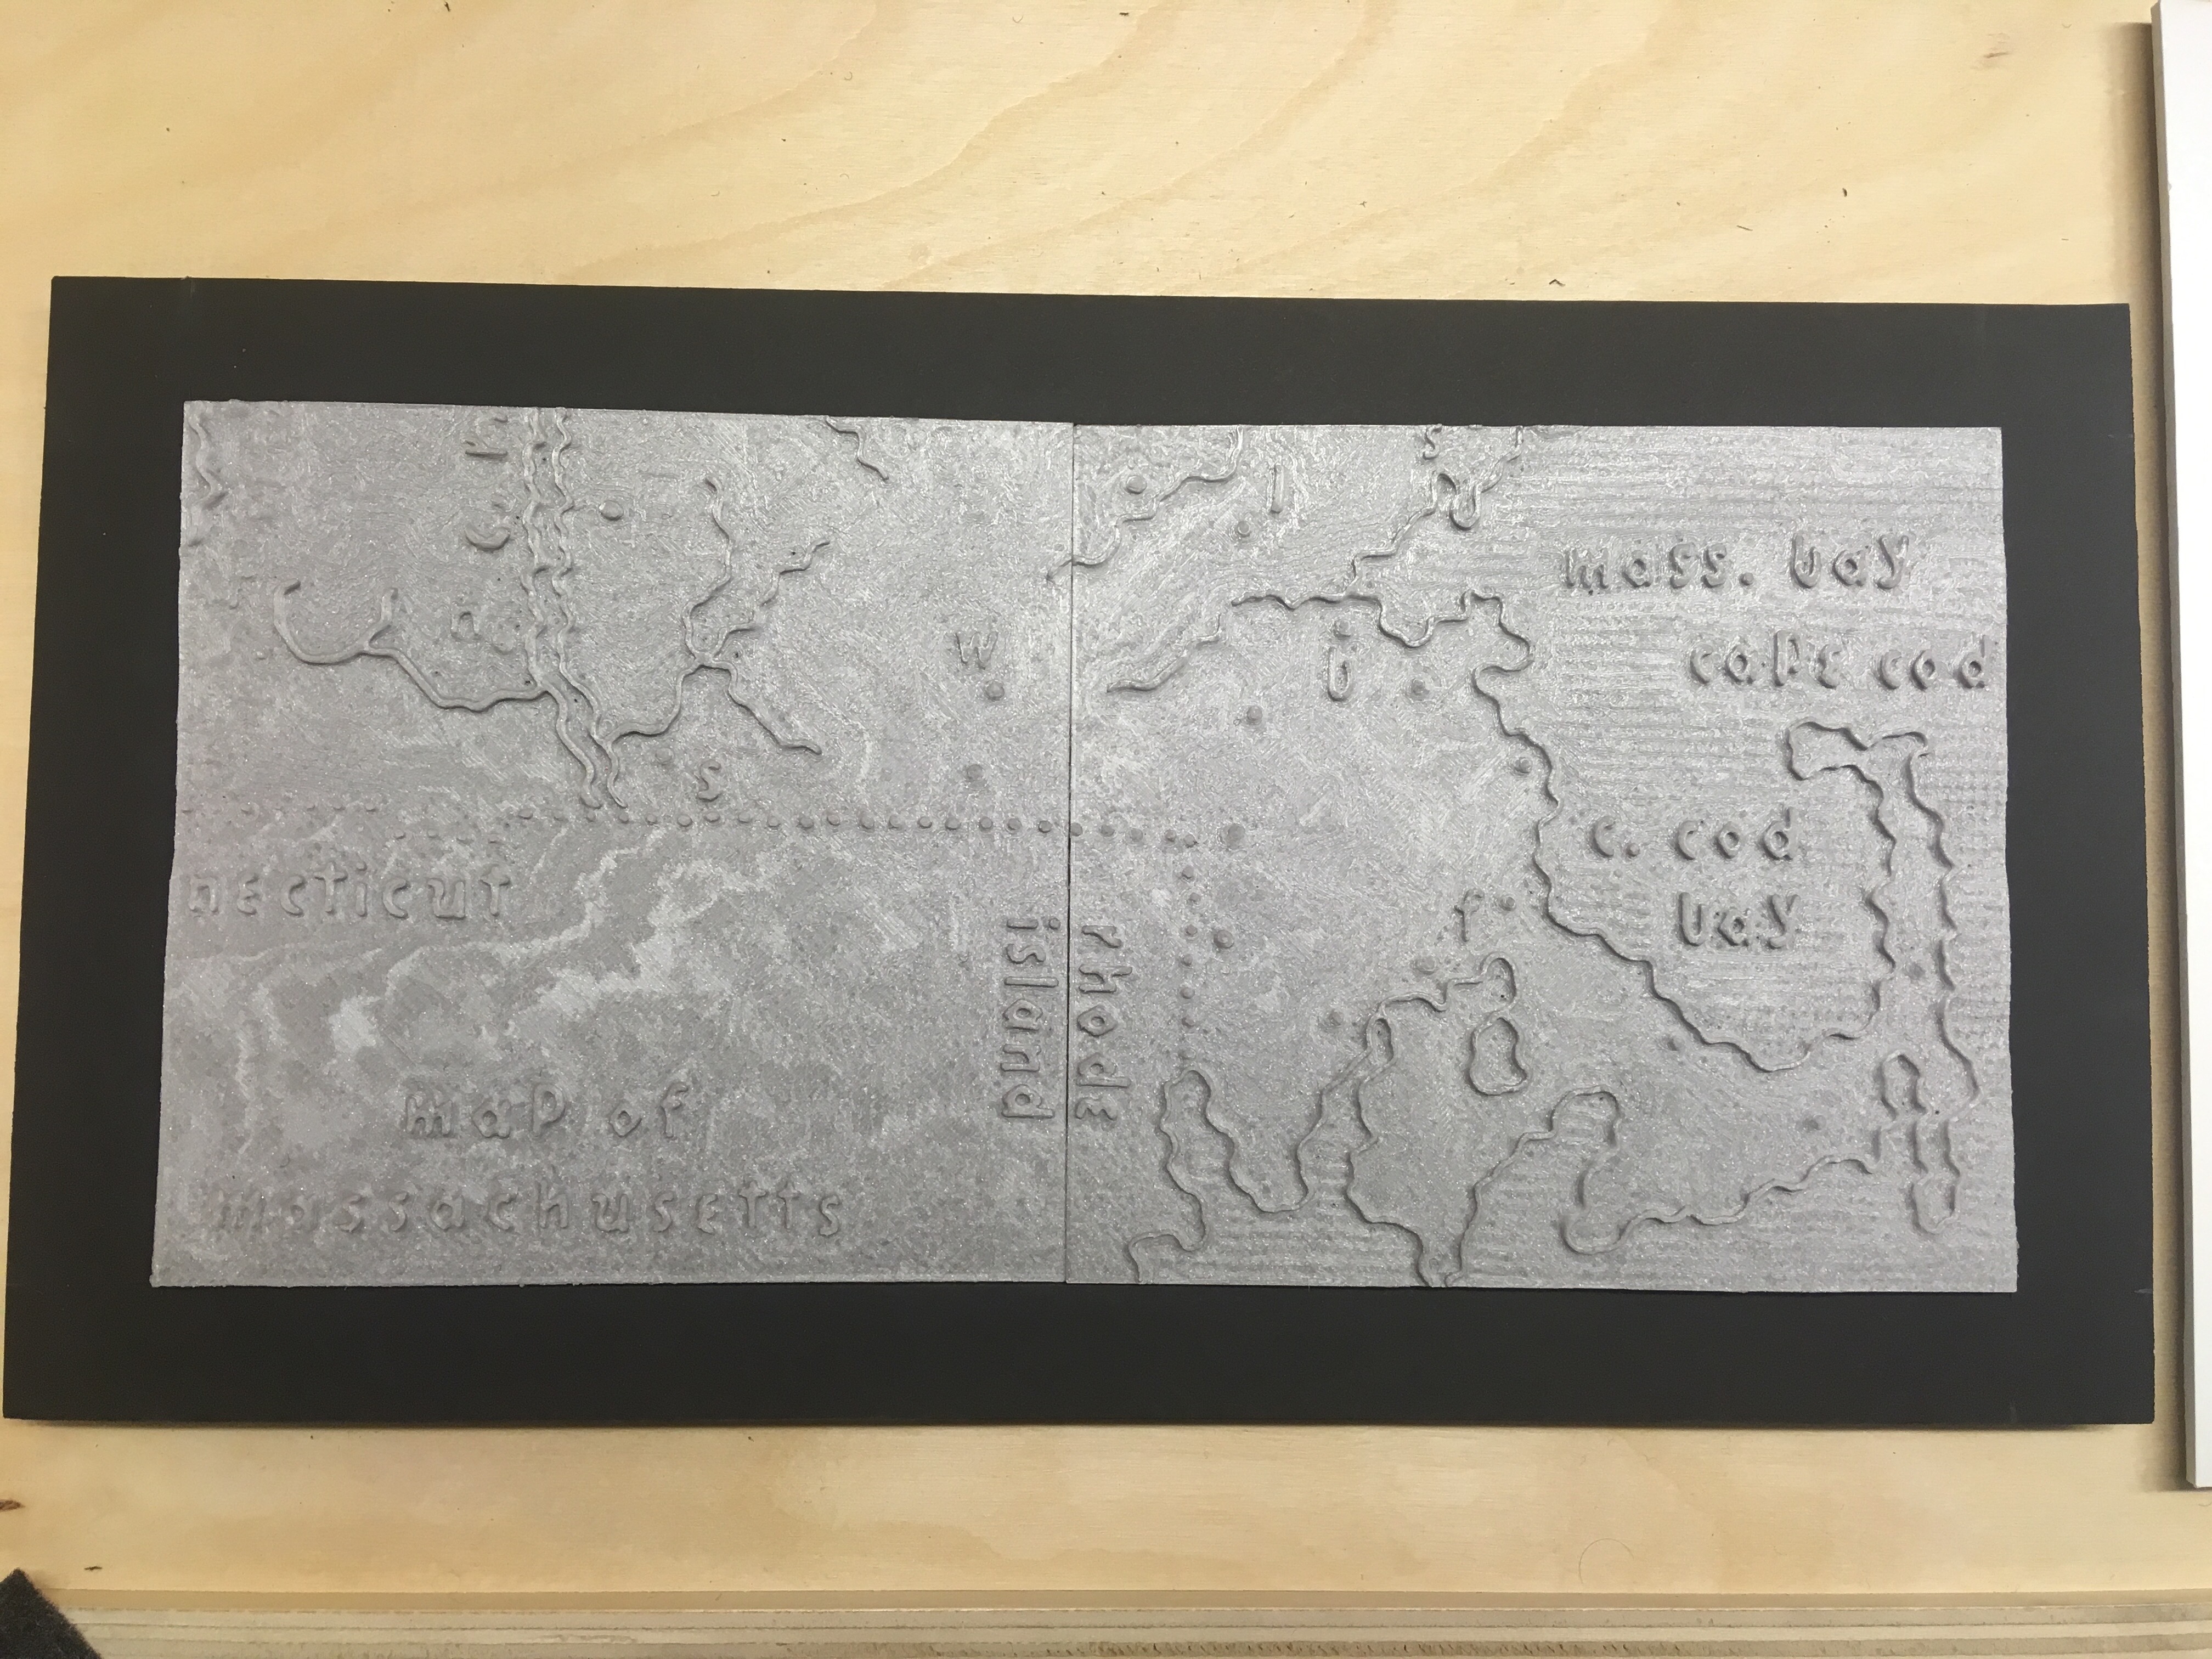 s
l
mass. bay
n.
w
j
cape cod
s
c. cod
bay
necticut
f
rhode
island
map of
massachusetts